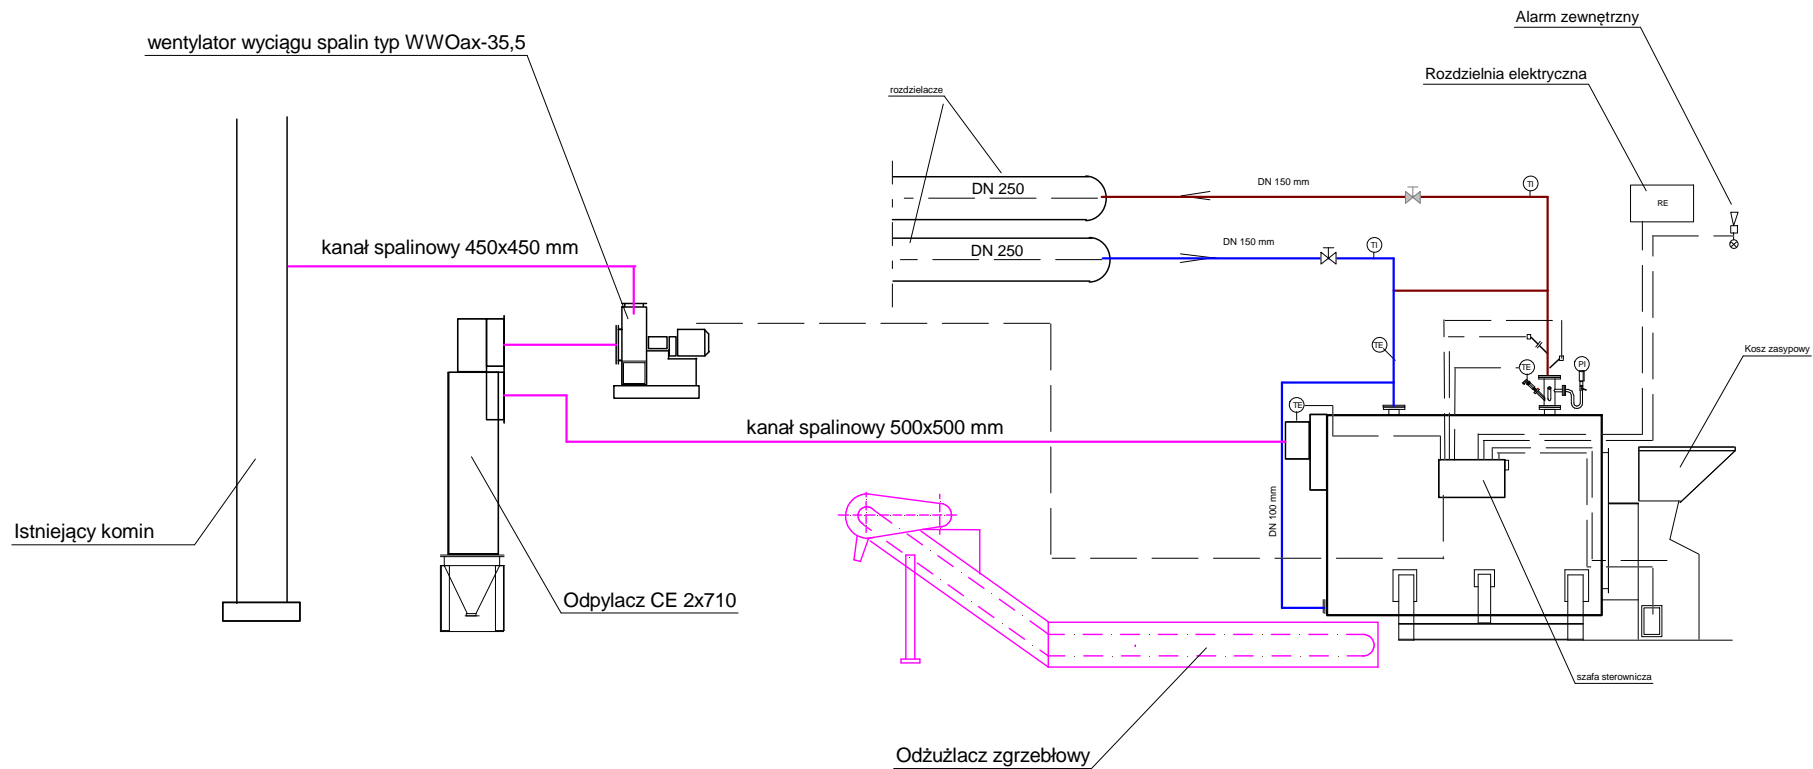 Alarm zewnętrzny
wentylator wyciągu spalin typ WWOax-35,5
Rozdzielnia elektryczna
rozdzielacze
DN 250
DN 150 mm
TI
RE
kanał spalinowy 450x450 mm
DN 250
DN 150 mm
TI
TE
Kosz zasypowy
TE
PI
TE
kanał spalinowy 500x500 mm
DN 100 mm
Istniejący komin
Odpylacz CE 2x710
szafa sterownicza
Odżużlacz zgrzebłowy